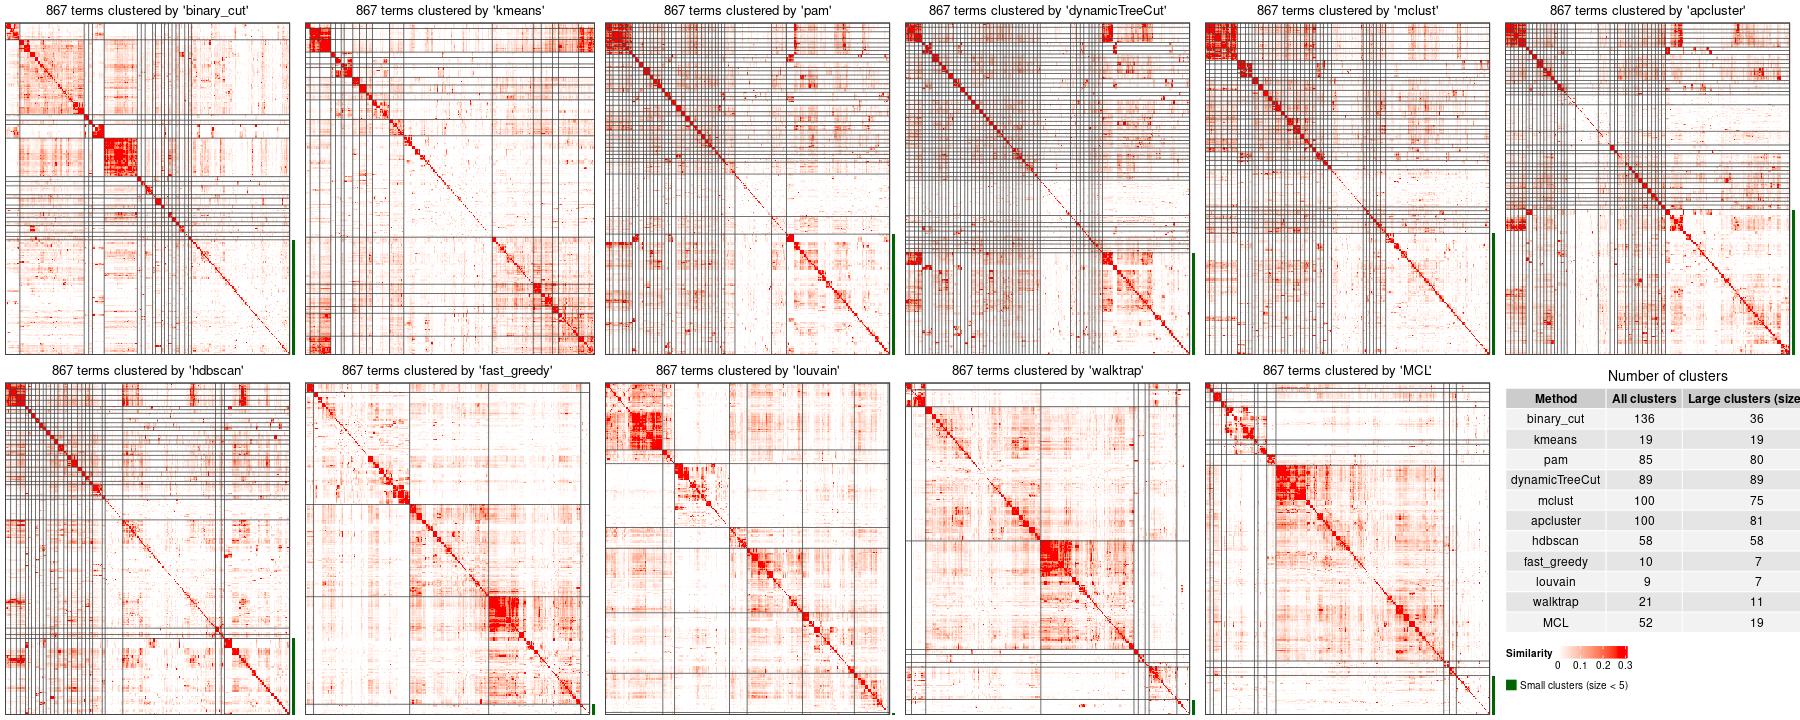 867 terms clustered by 'binary_cut'
867 terms clustered by 'kmeans'
867 terms clustered by 'pam'
867 terms clustered by 'dynamicTreeCut'
867 terms clustered by 'mclust'
867 terms clustered by 'apcluster'
867 terms clustered by 'hdbscan'
867 terms clustered by 'fast_greedy'
867 terms clustered by 'louvain'
867 terms clustered by 'walktrap'
867 terms clustered by 'MCL'
Number of clusters
Method All clusters Large clusters (size
binary_cut 136 36
kmeans 19 19
pam 85 80
dynamicTreeCut 89 89
mclust 100 75
apcluster 100 81
hdbscan 58 58
fast_greedy 10 7
louvain 9 7
walktrap 21 11
MCL 52 19
Similarity
0 0.1 0.2 0.3
Small clusters (size < 5)